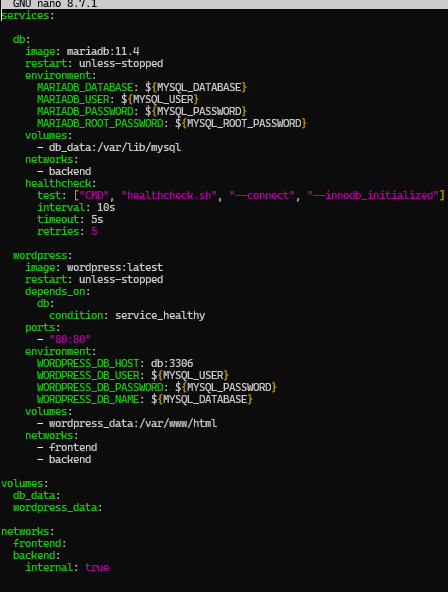 GNU nano 8.7.1
services:

  db:
    image: mariadb:11.4
    restart: unless-stopped
    environment:
      MARIADB_DATABASE: ${MYSQL_DATABASE}
      MARIADB_USER: ${MYSQL_USER}
      MARIADB_PASSWORD: ${MYSQL_PASSWORD}
      MARIADB_ROOT_PASSWORD: ${MYSQL_ROOT_PASSWORD}
    volumes:
      - db_data:/var/lib/mysql
    networks:
      - backend
    healthcheck:
      test: ["CMD", "healthcheck.sh", "--connect", "--innodb_initialized"]
      interval: 10s
      timeout: 5s
      retries: 5

  wordpress:
    image: wordpress:latest
    restart: unless-stopped
    depends_on:
      db:
        condition: service_healthy
    ports:
      - "80:80"
    environment:
      WORDPRESS_DB_HOST: db:3306
      WORDPRESS_DB_USER: ${MYSQL_USER}
      WORDPRESS_DB_PASSWORD: ${MYSQL_PASSWORD}
      WORDPRESS_DB_NAME: ${MYSQL_DATABASE}
    volumes:
      - wordpress_data:/var/www/html
    networks:
      - frontend
      - backend

volumes:
  db_data:
  wordpress_data:

networks:
  frontend:
  backend:
    internal: true